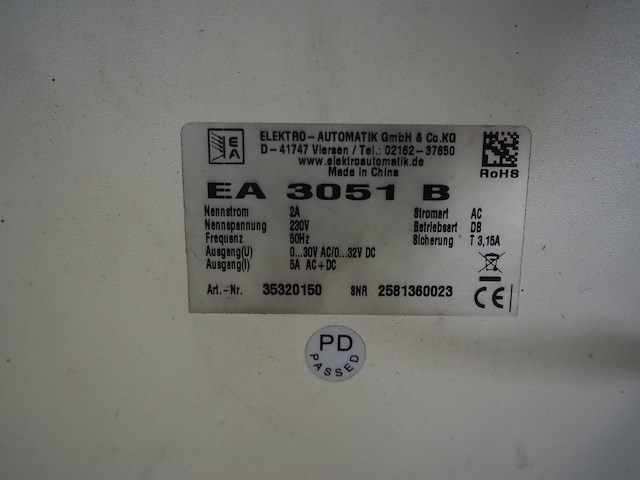 EA
ELEKTRO-AUTOMATIK GmbH & Co.KG
D-41747 Viersen / Tel.: 02162-37850
www.elektroautomatik.de
Made in China
RoHS
EA 3051 B
Nennstrom 2A Stromart AC
Nennspannung 230V Betriebsart DB
Frequenz 50Hz Sicherung T 3,15A
Ausgang(U) 0...30V AC/0...32V DC
Ausgang(I) 5A AC+DC
Art.-Nr. 35320150 SNR 2581360023
CE
PD
PASSED